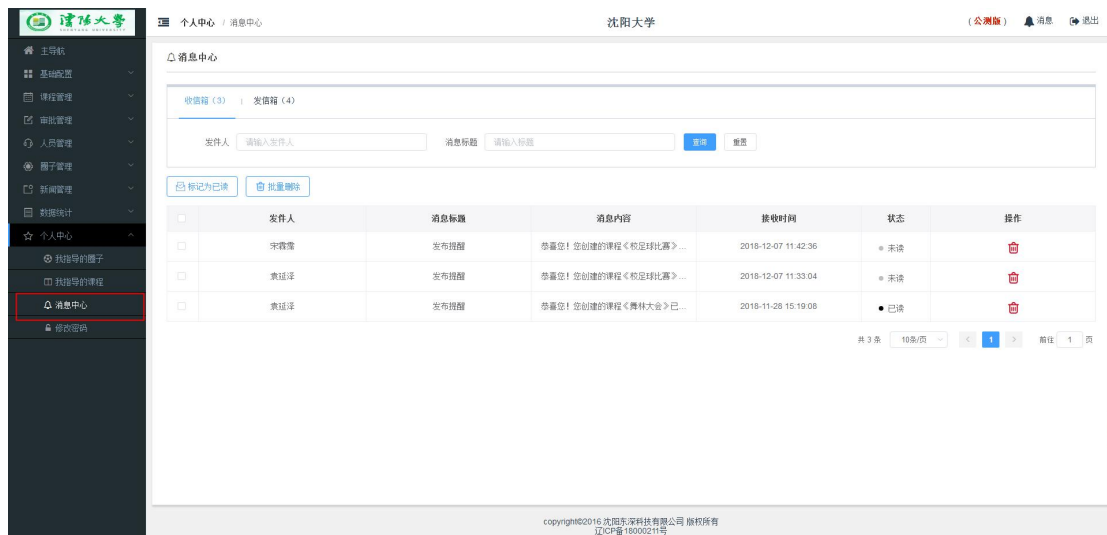 沈阳大学
SHENYANG UNIVERSITY
个人中心 / 消息中心
沈阳大学
(公测版)
消息
退出
主导航
基础配置
课程管理
审批管理
人员管理
圈子管理
新闻管理
数据统计
个人中心
我指导的圈子
我指导的课程
消息中心
修改密码
消息中心
收信箱(3) : 发信箱(4)
发件人 请输入发件人 消息标题 请输入标题 查询 重置
标记为已读 批量删除
发件人 消息标题 消息内容 接收时间 状态 操作
宋霖霏 发布提醒 恭喜您!您创建的课程《校足球比赛》... 2018-12-07 11:42:36 未读
袁延泽 发布提醒 恭喜您!您创建的课程《校足球比赛》... 2018-12-07 11:33:04 未读
袁延泽 发布提醒 恭喜您!您创建的课程《舞林大会》已... 2018-11-28 15:19:08 已读
共 3 条 10条/页 < 1 > 前往 1 页
copyright©2016 沈阳东深科技有限公司 版权所有
辽ICP备18000211号